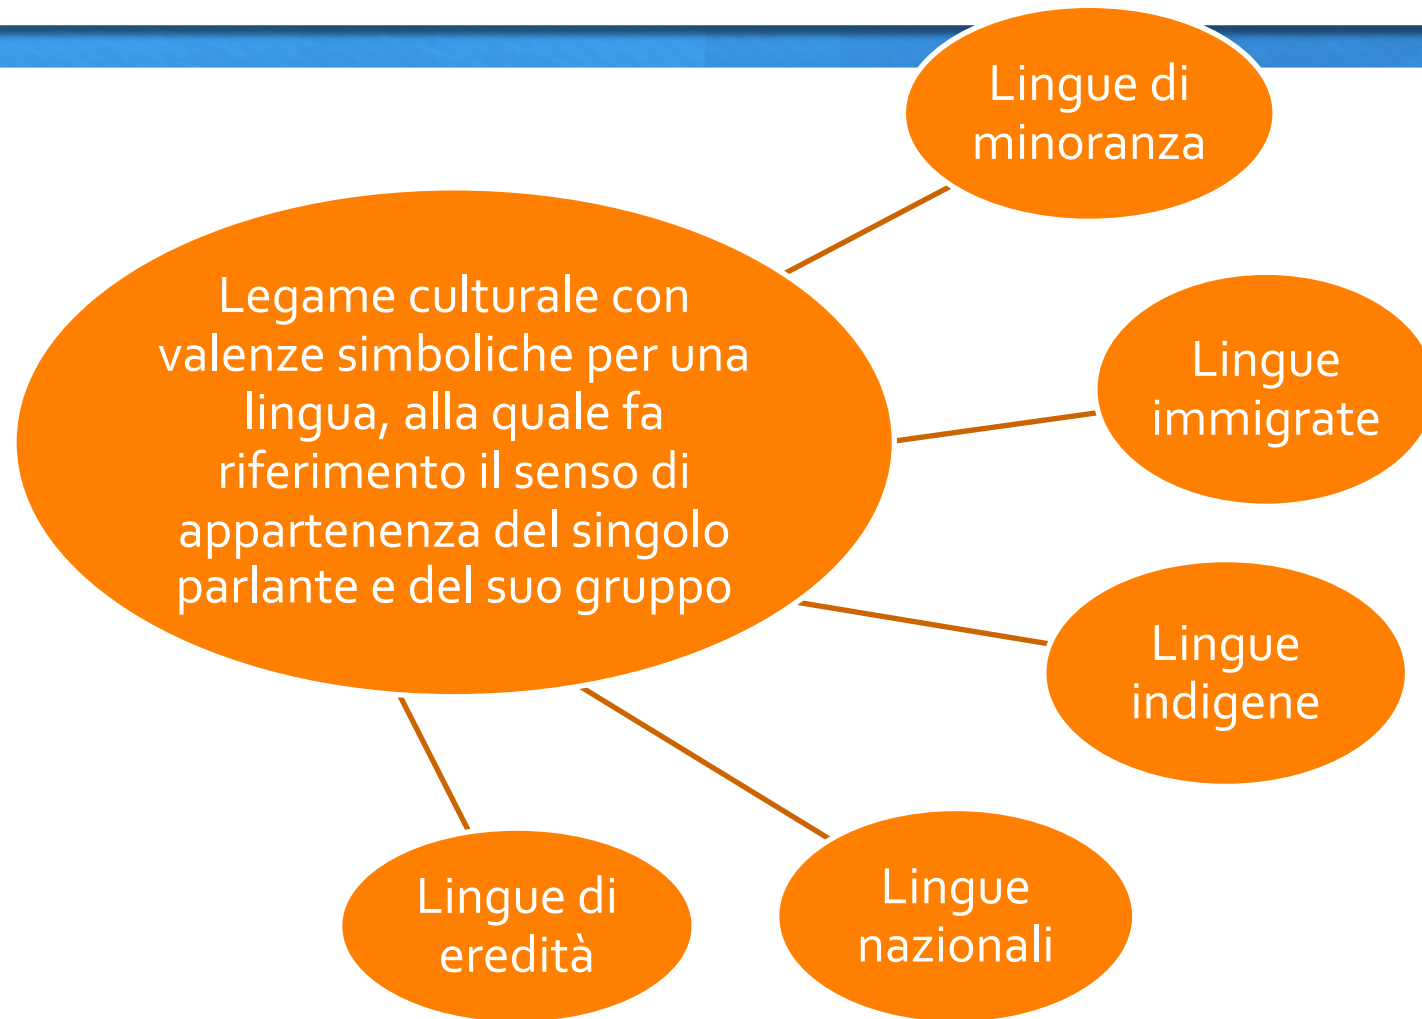 Lingue di
minoranza
Legame culturale con
valenze simboliche per una
lingua, alla quale fa
riferimento il senso di
appartenenza del singolo
parlante e del suo gruppo
Lingue
immigrate
Lingue
indigene
Lingue
nazionali
Lingue di
eredità